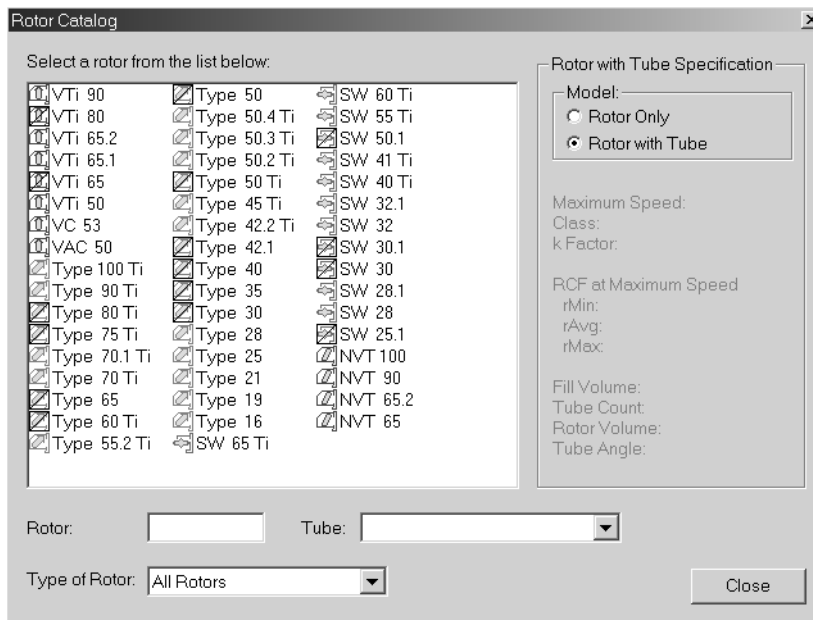 Rotor Catalog
Select a rotor from the list below:
VTi 90
VTi 80
VTi 65.2
VTi 65.1
VTi 65
VTi 50
VC 53
VAC 50
Type 100 Ti
Type 90 Ti
Type 80 Ti
Type 75 Ti
Type 70.1 Ti
Type 70 Ti
Type 65
Type 60 Ti
Type 55.2 Ti
Type 50
Type 50.4 Ti
Type 50.3 Ti
Type 50.2 Ti
Type 50 Ti
Type 45 Ti
Type 42.2 Ti
Type 42.1
Type 40
Type 35
Type 30
Type 28
Type 25
Type 21
Type 19
Type 16
SW 65 Ti
SW 60 Ti
SW 55 Ti
SW 50.1
SW 41 Ti
SW 40 Ti
SW 32.1
SW 32
SW 30.1
SW 30
SW 28.1
SW 28
SW 25.1
NVT 100
NVT 90
NVT 65.2
NVT 65
Rotor with Tube Specification
Model:
Rotor Only
Rotor with Tube
Maximum Speed:
Class:
k Factor:
RCF at Maximum Speed
rMin:
rAvg:
rMax:
Fill Volume:
Tube Count:
Rotor Volume:
Tube Angle:
Rotor:
Tube:
Type of Rotor: All Rotors
Close